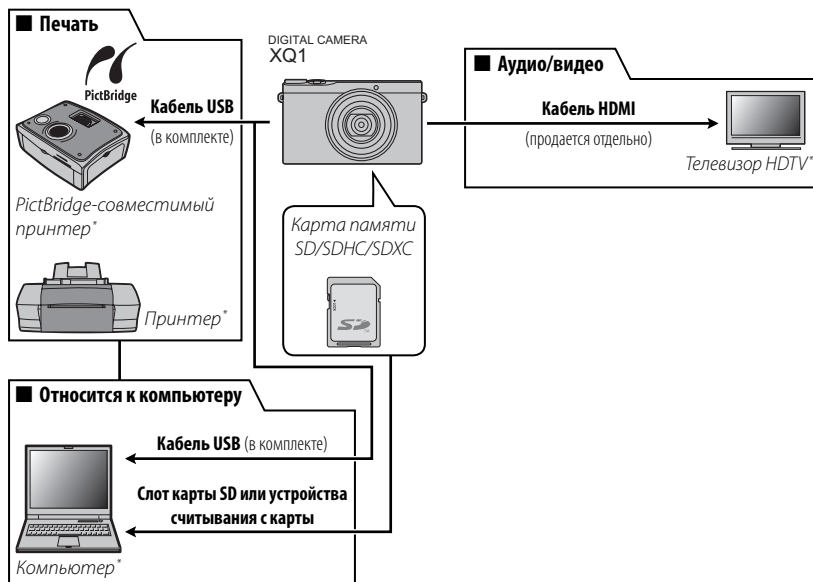 ■ Печать
PictBridge
Кабель USB
(в комплекте)
PictBridge-совместимый
принтер*
Принтер*
DIGITAL CAMERA
XQ1
■ Аудио/видео
Кабель HDMI
(продается отдельно)
Телевизор HDTV*
Карта памяти
SD/SDHC/SDXC
SD
■ Относится к компьютеру
Кабель USB (в комплекте)
Слот карты SD или устройства
считывания с карты
Компьютер*